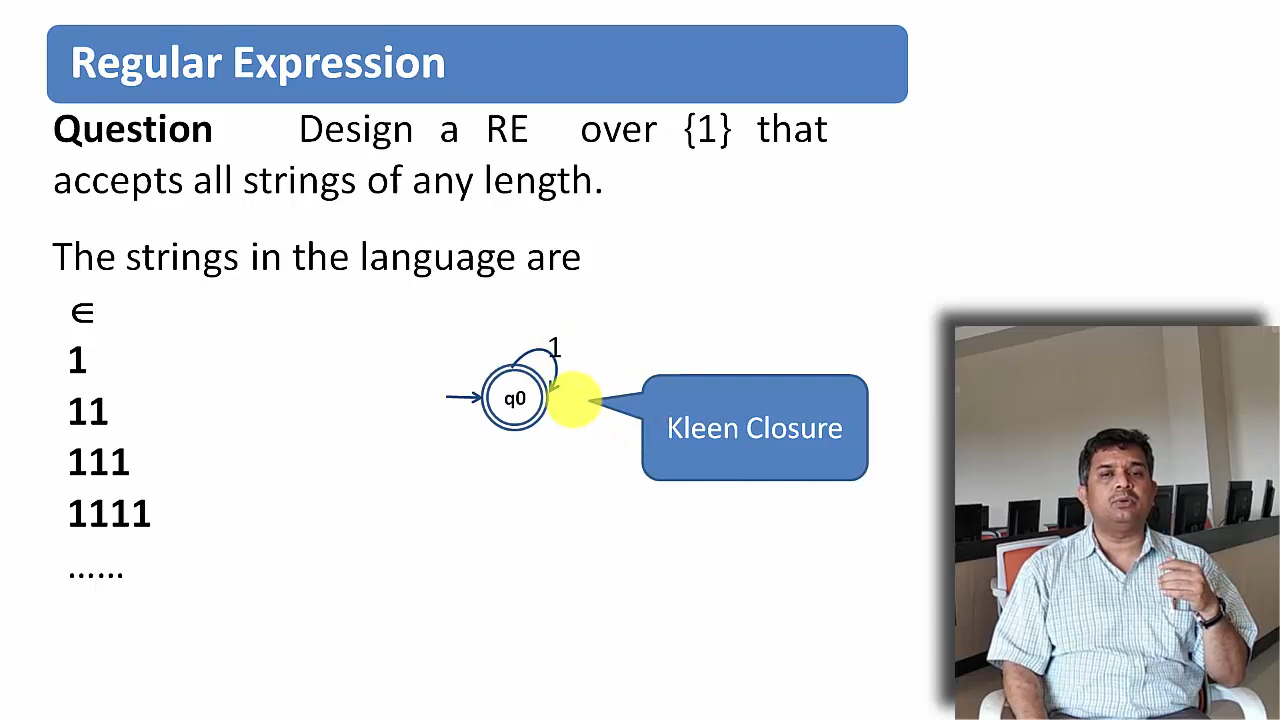 Regular Expression
Question Design a RE over {1} that
accepts all strings of any length.
The strings in the language are
∈
1
11
111
1111
......
1
q0
Kleen Closure